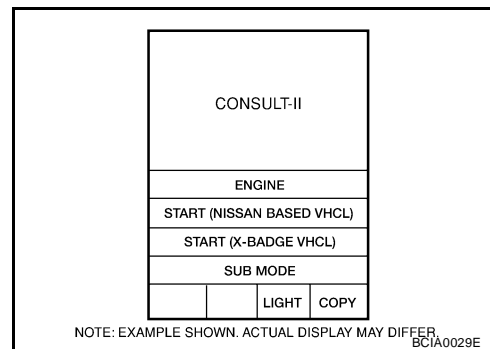 CONSULT-II
ENGINE
START (NISSAN BASED VHCL)
START (X-BADGE VHCL)
SUB MODE
LIGHT COPY
NOTE: EXAMPLE SHOWN. ACTUAL DISPLAY MAY DIFFER.
BCIA0029E